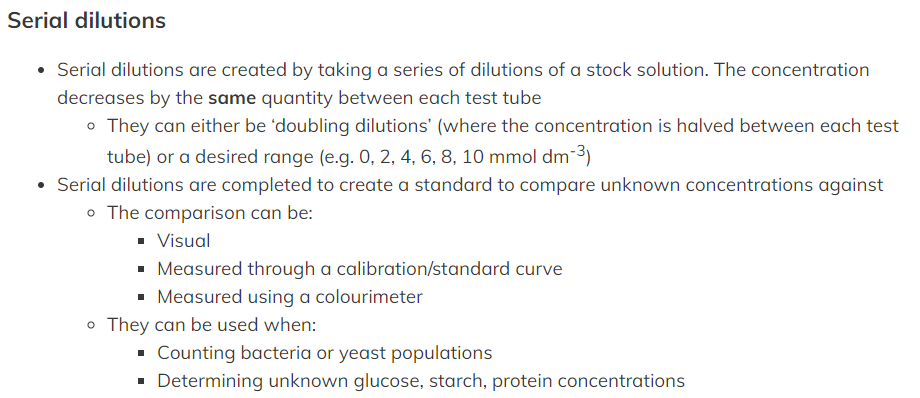 Serial dilutions
• Serial dilutions are created by taking a series of dilutions of a stock solution. The concentration
decreases by the same quantity between each test tube
○ They can either be ‘doubling dilutions’ (where the concentration is halved between each test
tube) or a desired range (e.g. 0, 2, 4, 6, 8, 10 mmol dm⁻³)
• Serial dilutions are completed to create a standard to compare unknown concentrations against
○ The comparison can be:
▪ Visual
▪ Measured through a calibration/standard curve
▪ Measured using a colourimeter
○ They can be used when:
▪ Counting bacteria or yeast populations
▪ Determining unknown glucose, starch, protein concentrations